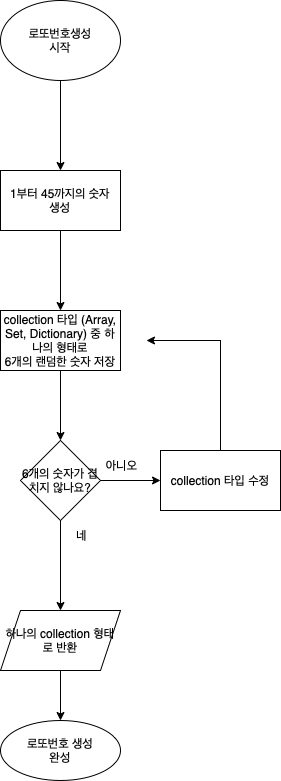 로또번호생성
시작
1부터 45까지의 숫자
생성
collection 타입 (Array,
Set, Dictionary) 중 하
나의 형태로
6개의 랜덤한 숫자 저장
6개의 숫자가 겹
치지 않나요?
아니오
collection 타입 수정
네
하나의 collection 형태
로 반환
로또번호 생성
완성